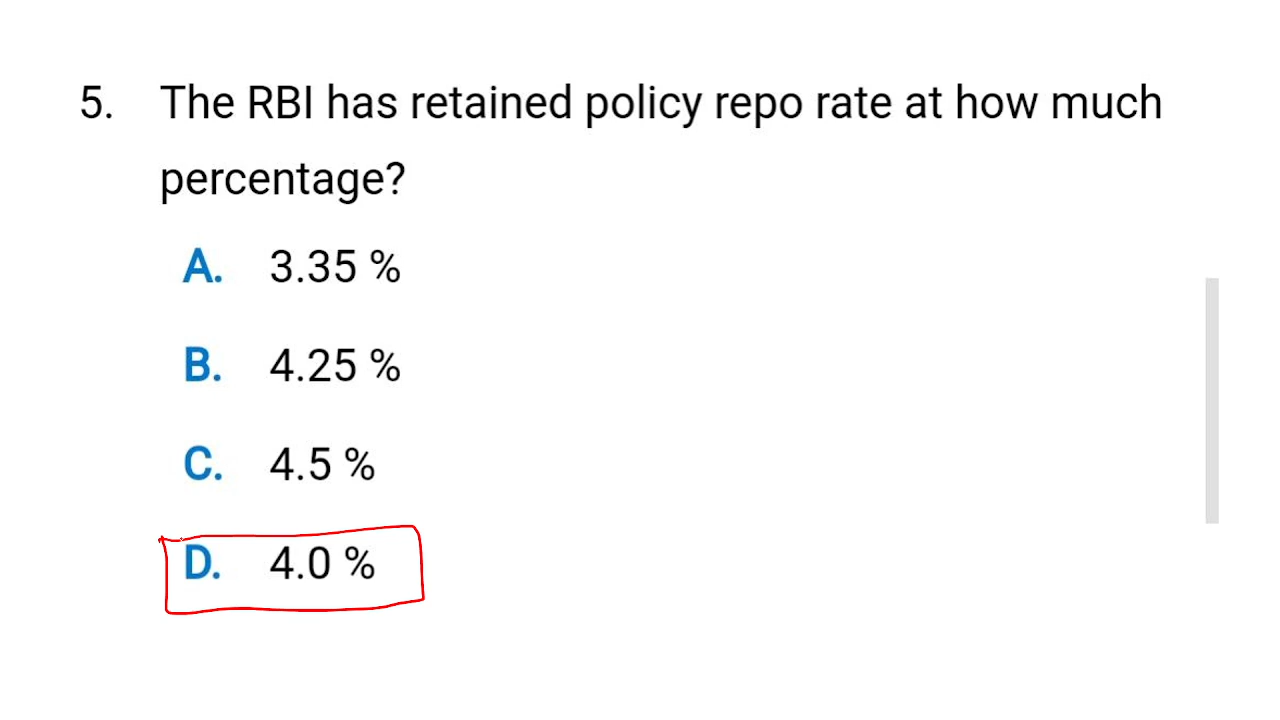 5. The RBI has retained policy repo rate at how much
percentage?
A. 3.35 %
B. 4.25 %
C. 4.5 %
D. 4.0 %